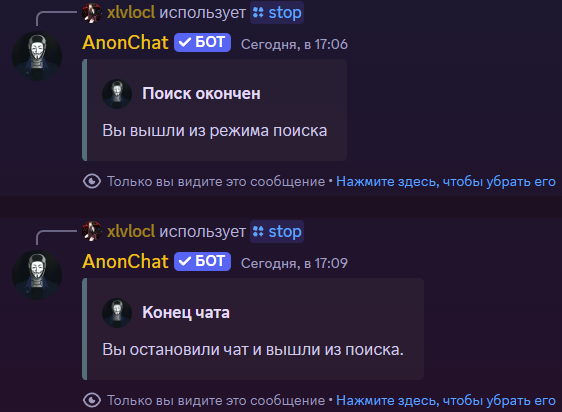 xlvlocl использует stop
AnonChat БОТ Сегодня, в 17:06
Поиск окончен
Вы вышли из режима поиска
Только вы видите это сообщение • Нажмите здесь, чтобы убрать его
xlvlocl использует stop
AnonChat БОТ Сегодня, в 17:09
Конец чата
Вы остановили чат и вышли из поиска.
Только вы видите это сообщение • Нажмите здесь, чтобы убрать его